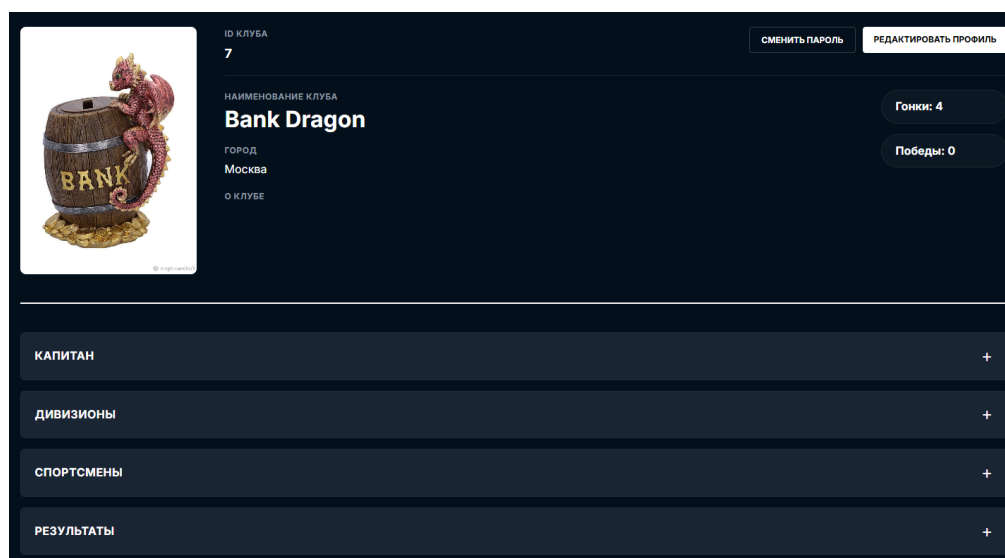 ID КЛУБА
7
СМЕНИТЬ ПАРОЛЬ
РЕДАКТИРОВАТЬ ПРОФИЛЬ
НАИМЕНОВАНИЕ КЛУБА
Bank Dragon
Гонки: 4
ГОРОД
Москва
Победы: 0
О КЛУБЕ
BANK
КАПИТАН
+
ДИВИЗИОНЫ
+
СПОРТСМЕНЫ
+
РЕЗУЛЬТАТЫ
+